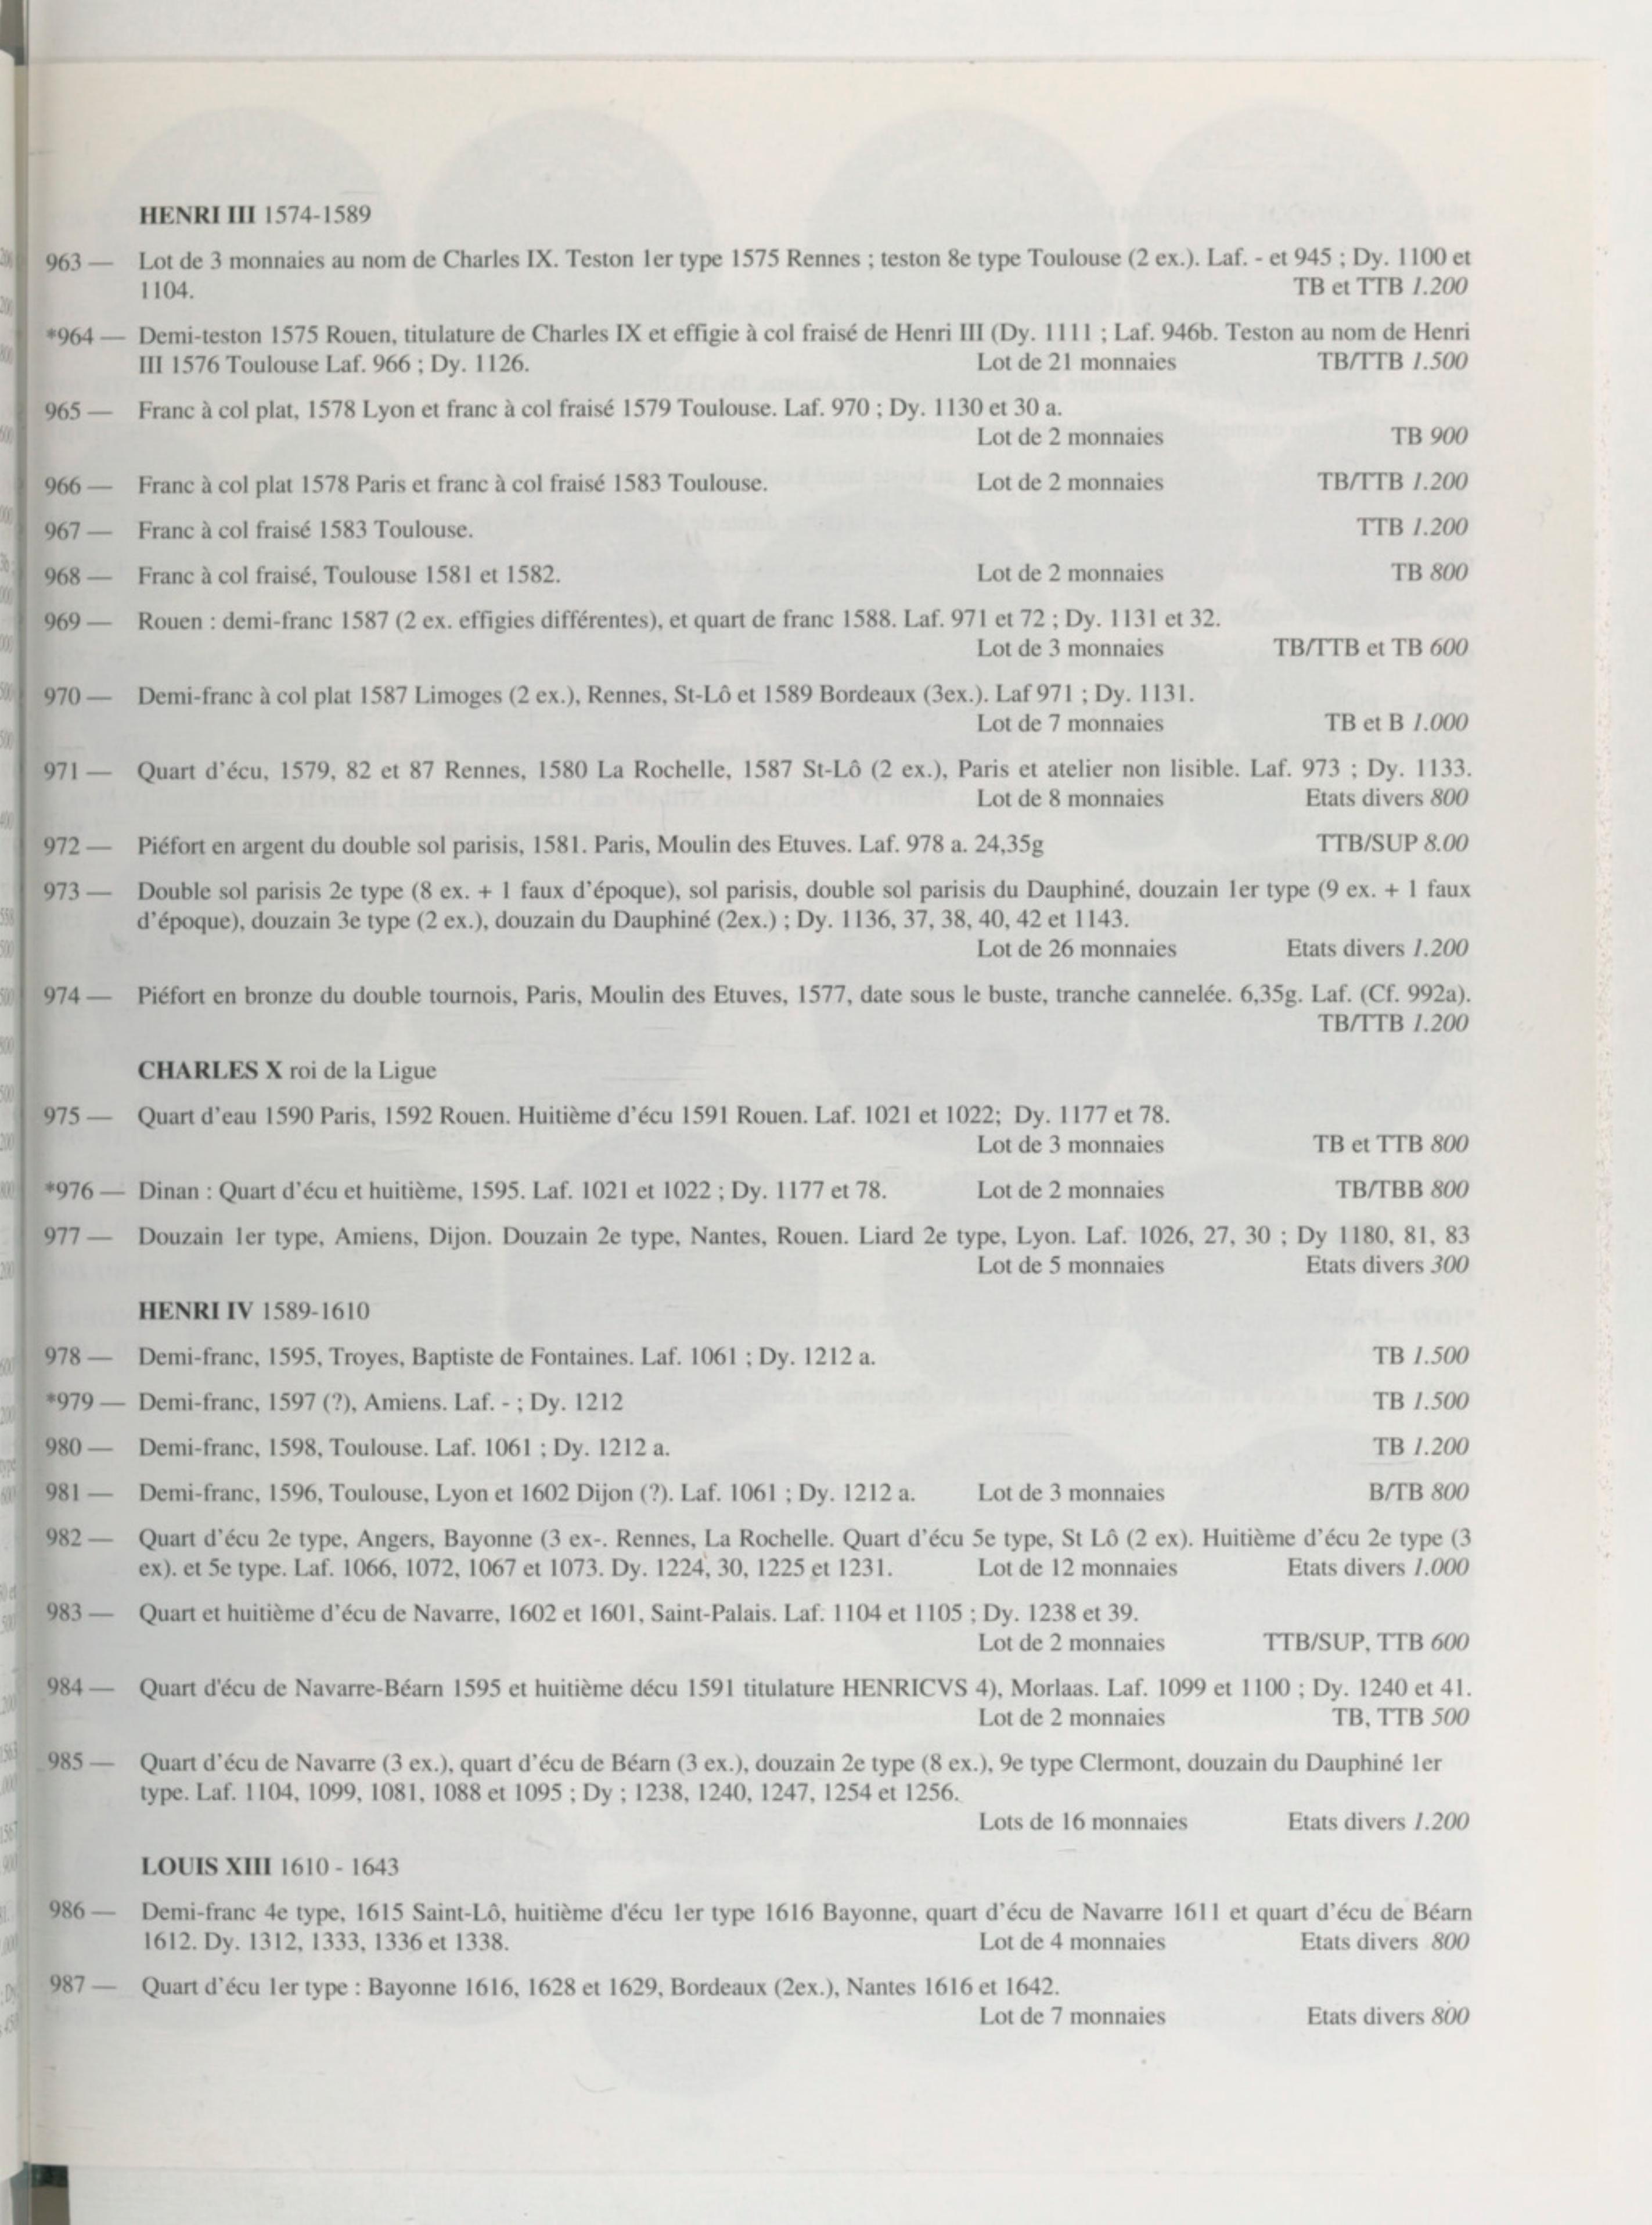 HENRI III 1574-1589
963 — Lot de 3 monnaies au nom de Charles IX. Teston 1er type 1575 Rennes ; teston 8e type Toulouse (2 ex.). Laf. - et 945 ; Dy. 1100 et
1104. TB et TTB 1.200
*964 — Demi-teston 1575 Rouen, titulature de Charles IX et effigie à col fraisé de Henri III (Dy. 1111 ; Laf. 946b. Teston au nom de Henri
III 1576 Toulouse Laf. 966 ; Dy. 1126. Lot de 21 monnaies TB/TTB 1.500
965 — Franc à col plat, 1578 Lyon et franc à col fraisé 1579 Toulouse. Laf. 970 ; Dy. 1130 et 30 a.
Lot de 2 monnaies TB 900
966 — Franc à col plat 1578 Paris et franc à col fraisé 1583 Toulouse. Lot de 2 monnaies TB/TTB 1.200
967 — Franc à col fraisé 1583 Toulouse. TTB 1.200
968 — Franc à col fraisé, Toulouse 1581 et 1582. Lot de 2 monnaies TB 800
969 — Rouen : demi-franc 1587 (2 ex. effigies différentes), et quart de franc 1588. Laf. 971 et 72 ; Dy. 1131 et 32.
Lot de 3 monnaies TB/TTB et TB 600
970 — Demi-franc à col plat 1587 Limoges (2 ex.), Rennes, St-Lô et 1589 Bordeaux (3ex.). Laf 971 ; Dy. 1131.
Lot de 7 monnaies TB et B 1.000
971 — Quart d'écu, 1579, 82 et 87 Rennes, 1580 La Rochelle, 1587 St-Lô (2 ex.), Paris et atelier non lisible. Laf. 973 ; Dy. 1133.
Lot de 8 monnaies Etats divers 800
972 — Piéfort en argent du double sol parisis, 1581. Paris, Moulin des Etuves. Laf. 978 a. 24,35g TTB/SUP 8.00
973 — Double sol parisis 2e type (8 ex. + 1 faux d'époque), sol parisis, double sol parisis du Dauphiné, douzain 1er type (9 ex. + 1 faux
d'époque), douzain 3e type (2 ex.), douzain du Dauphiné (2ex.) ; Dy. 1136, 37, 38, 40, 42 et 1143.
Lot de 26 monnaies Etats divers 1.200
974 — Piéfort en bronze du double tournois, Paris, Moulin des Etuves, 1577, date sous le buste, tranche cannelée. 6,35g. Laf. (Cf. 992a).
TB/TTB 1.200
CHARLES X roi de la Ligue
975 — Quart d'eau 1590 Paris, 1592 Rouen. Huitième d'écu 1591 Rouen. Laf. 1021 et 1022; Dy. 1177 et 78.
Lot de 3 monnaies TB et TTB 800
*976 — Dinan : Quart d'écu et huitième, 1595. Laf. 1021 et 1022 ; Dy. 1177 et 78. Lot de 2 monnaies TB/TBB 800
977 — Douzain 1er type, Amiens, Dijon. Douzain 2e type, Nantes, Rouen. Liard 2e type, Lyon. Laf. 1026, 27, 30 ; Dy 1180, 81, 83
Lot de 5 monnaies Etats divers 300
HENRI IV 1589-1610
978 — Demi-franc, 1595, Troyes, Baptiste de Fontaines. Laf. 1061 ; Dy. 1212 a. TB 1.500
*979 — Demi-franc, 1597 (?), Amiens. Laf. - ; Dy. 1212 TB 1.500
980 — Demi-franc, 1598, Toulouse. Laf. 1061 ; Dy. 1212 a. TB 1.200
981 — Demi-franc, 1596, Toulouse, Lyon et 1602 Dijon (?). Laf. 1061 ; Dy. 1212 a. Lot de 3 monnaies B/TB 800
982 — Quart d'écu 2e type, Angers, Bayonne (3 ex-. Rennes, La Rochelle. Quart d'écu 5e type, St Lô (2 ex). Huitième d'écu 2e type (3
ex). et 5e type. Laf. 1066, 1072, 1067 et 1073. Dy. 1224, 30, 1225 et 1231. Lot de 12 monnaies Etats divers 1.000
983 — Quart et huitième d'écu de Navarre, 1602 et 1601, Saint-Palais. Laf. 1104 et 1105 ; Dy. 1238 et 39.
Lot de 2 monnaies TTB/SUP, TTB 600
984 — Quart d'écu de Navarre-Béarn 1595 et huitième décu 1591 titulature HENRICVS 4), Morlaas. Laf. 1099 et 1100 ; Dy. 1240 et 41.
Lot de 2 monnaies TB, TTB 500
985 — Quart d'écu de Navarre (3 ex.), quart d'écu de Béarn (3 ex.), douzain 2e type (8 ex.), 9e type Clermont, douzain du Dauphiné 1er
type. Laf. 1104, 1099, 1081, 1088 et 1095 ; Dy ; 1238, 1240, 1247, 1254 et 1256.
Lots de 16 monnaies Etats divers 1.200
LOUIS XIII 1610 - 1643
986 — Demi-franc 4e type, 1615 Saint-Lô, huitième d'écu 1er type 1616 Bayonne, quart d'écu de Navarre 1611 et quart d'écu de Béarn
1612. Dy. 1312, 1333, 1336 et 1338. Lot de 4 monnaies Etats divers 800
987 — Quart d'écu 1er type : Bayonne 1616, 1628 et 1629, Bordeaux (2ex.), Nantes 1616 et 1642.
Lot de 7 monnaies Etats divers 800